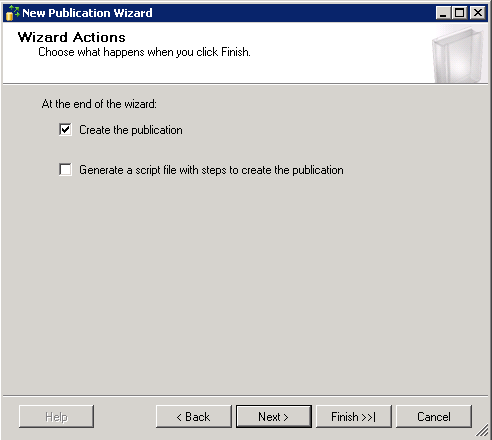 New Publication Wizard
Wizard Actions
Choose what happens when you click Finish.
At the end of the wizard:
Create the publication
Generate a script file with steps to create the publication
Help
< Back
Next >
Finish >>|
Cancel